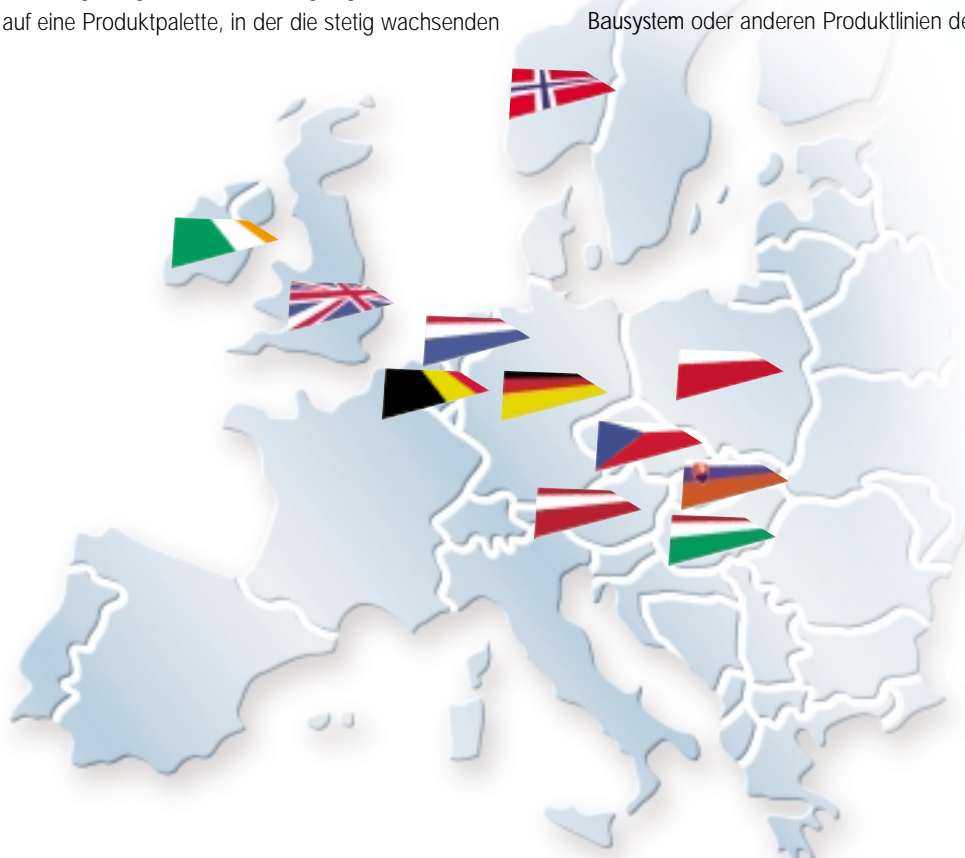 auf eine Produktpalette, in der die stetig wachsenden
Bausystem oder anderen Produktlinien de